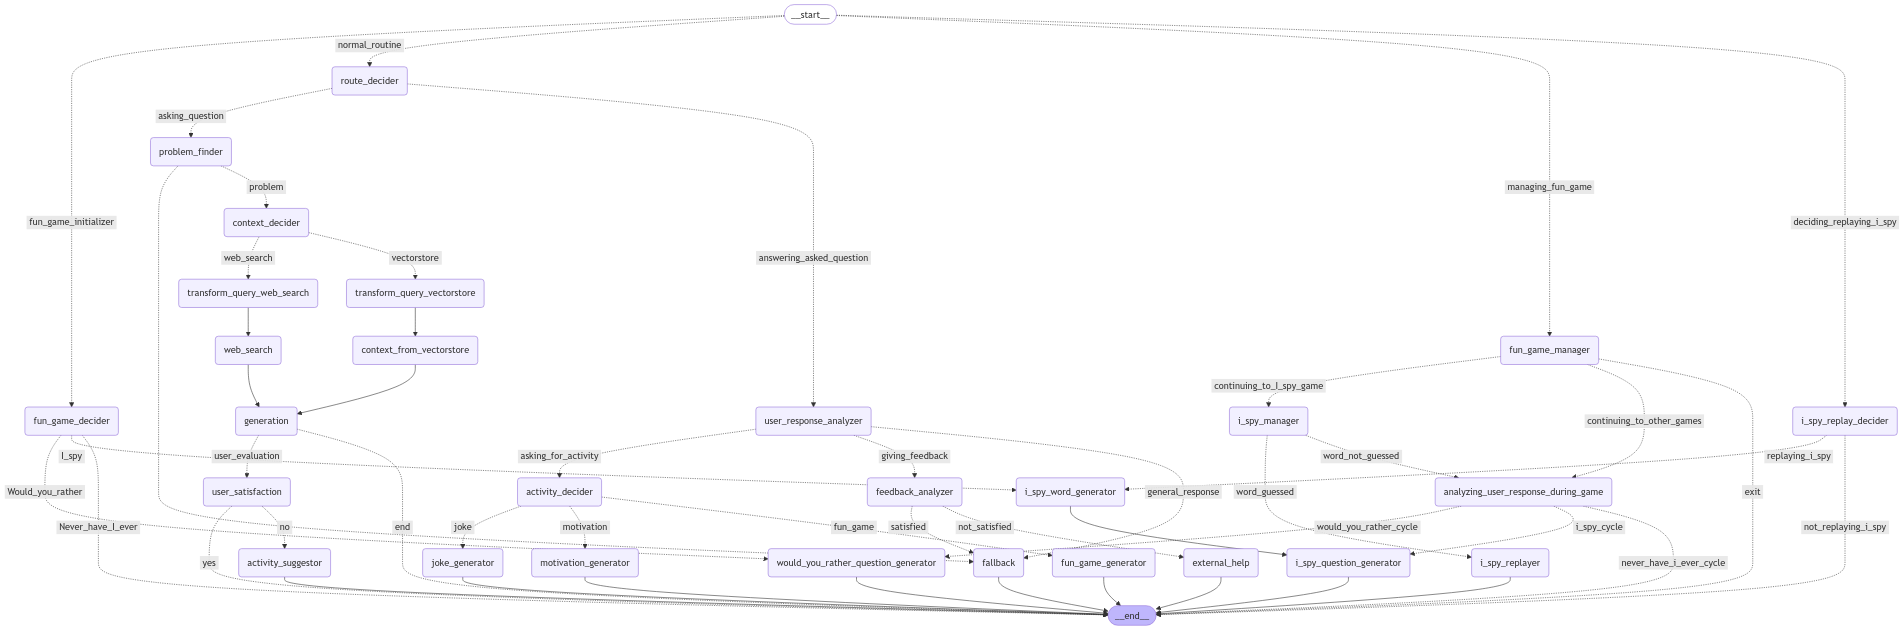 __start__
normal_routine
route_decider
asking_question
problem_finder
problem
managing_fun_game
fun_game_initializer
context_decider
deciding_replaying_i_spy
web_search
vectorstore
answering_asked_question
transform_query_web_search
transform_query_vectorstore
web_search
context_from_vectorstore
fun_game_manager
continuing_to_I_spy_game
fun_game_decider
generation
user_response_analyzer
i_spy_manager
continuing_to_other_games
i_spy_replay_decider
I_spy
user_evaluation
asking_for_activity
giving_feedback
word_not_guessed
replaying_i_spy
Would_you_rather
user_satisfaction
activity_decider
feedback_analyzer
i_spy_word_generator
general_response
word_guessed
analyzing_user_response_during_game
exit
Never_have_I_ever
no
end
joke
motivation
fun_game
satisfied
not_satisfied
would_you_rather_cycle
i_spy_cycle
not_replaying_i_spy
yes
activity_suggestor
joke_generator
motivation_generator
would_you_rather_question_generator
fallback
fun_game_generator
external_help
i_spy_question_generator
i_spy_replayer
never_have_i_ever_cycle
__end__